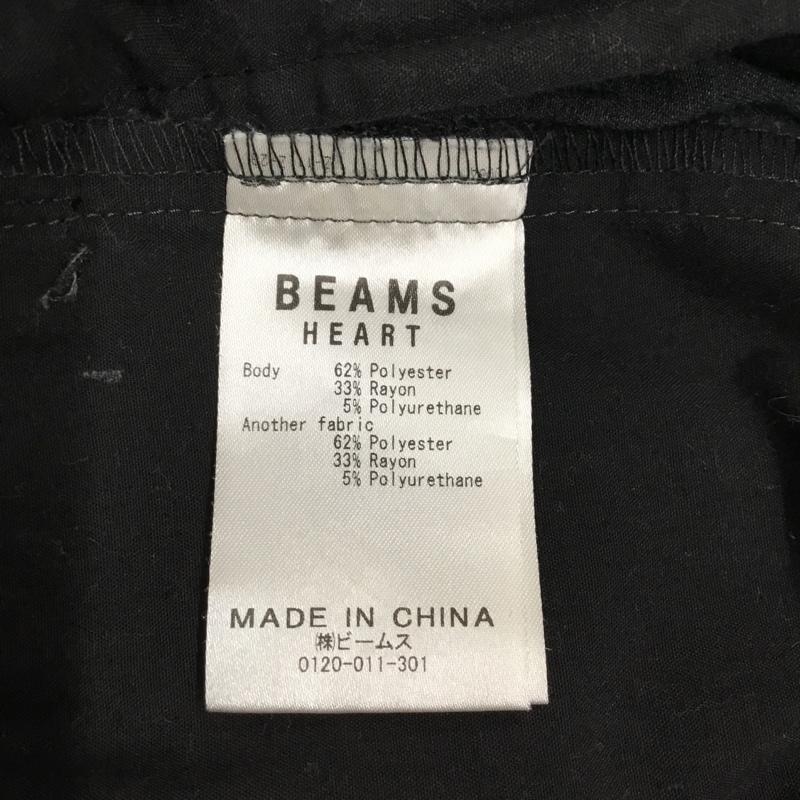 BEAMS
HEART
Body 62% Polyester
33% Rayon
5% Polyurethane
Another fabric
62% Polyester
33% Rayon
5% Polyurethane
MADE IN CHINA
㈱ビームス
0120-011-301